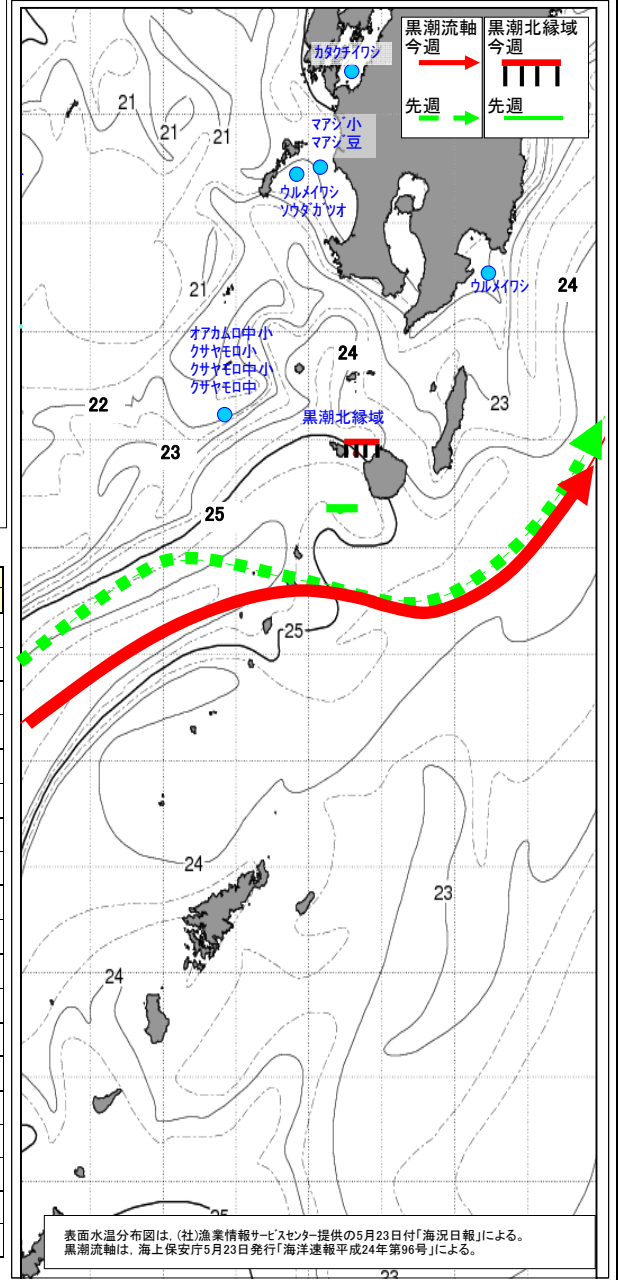 黒潮流軸
今週
先週
黒潮北縁域
今週
先週
カタクチイワシ
マアジ小
マアジ豆
ウルメイワシ
ソウダガツオ
ウルメイワシ
オアカムロ中小
クサヤモロ小
クサヤモロ中小
クサヤモロ中
黒潮北縁域
21
21
21
25
21
24
24
22
23
23
25
25
24
23
24
25
23
表面水温分布図は, (社)漁業情報サービスセンター提供の5月23日付「海況日報」による。
黒潮流軸は, 海上保安庁5月23日発行「海洋速報平成24年第96号」による。